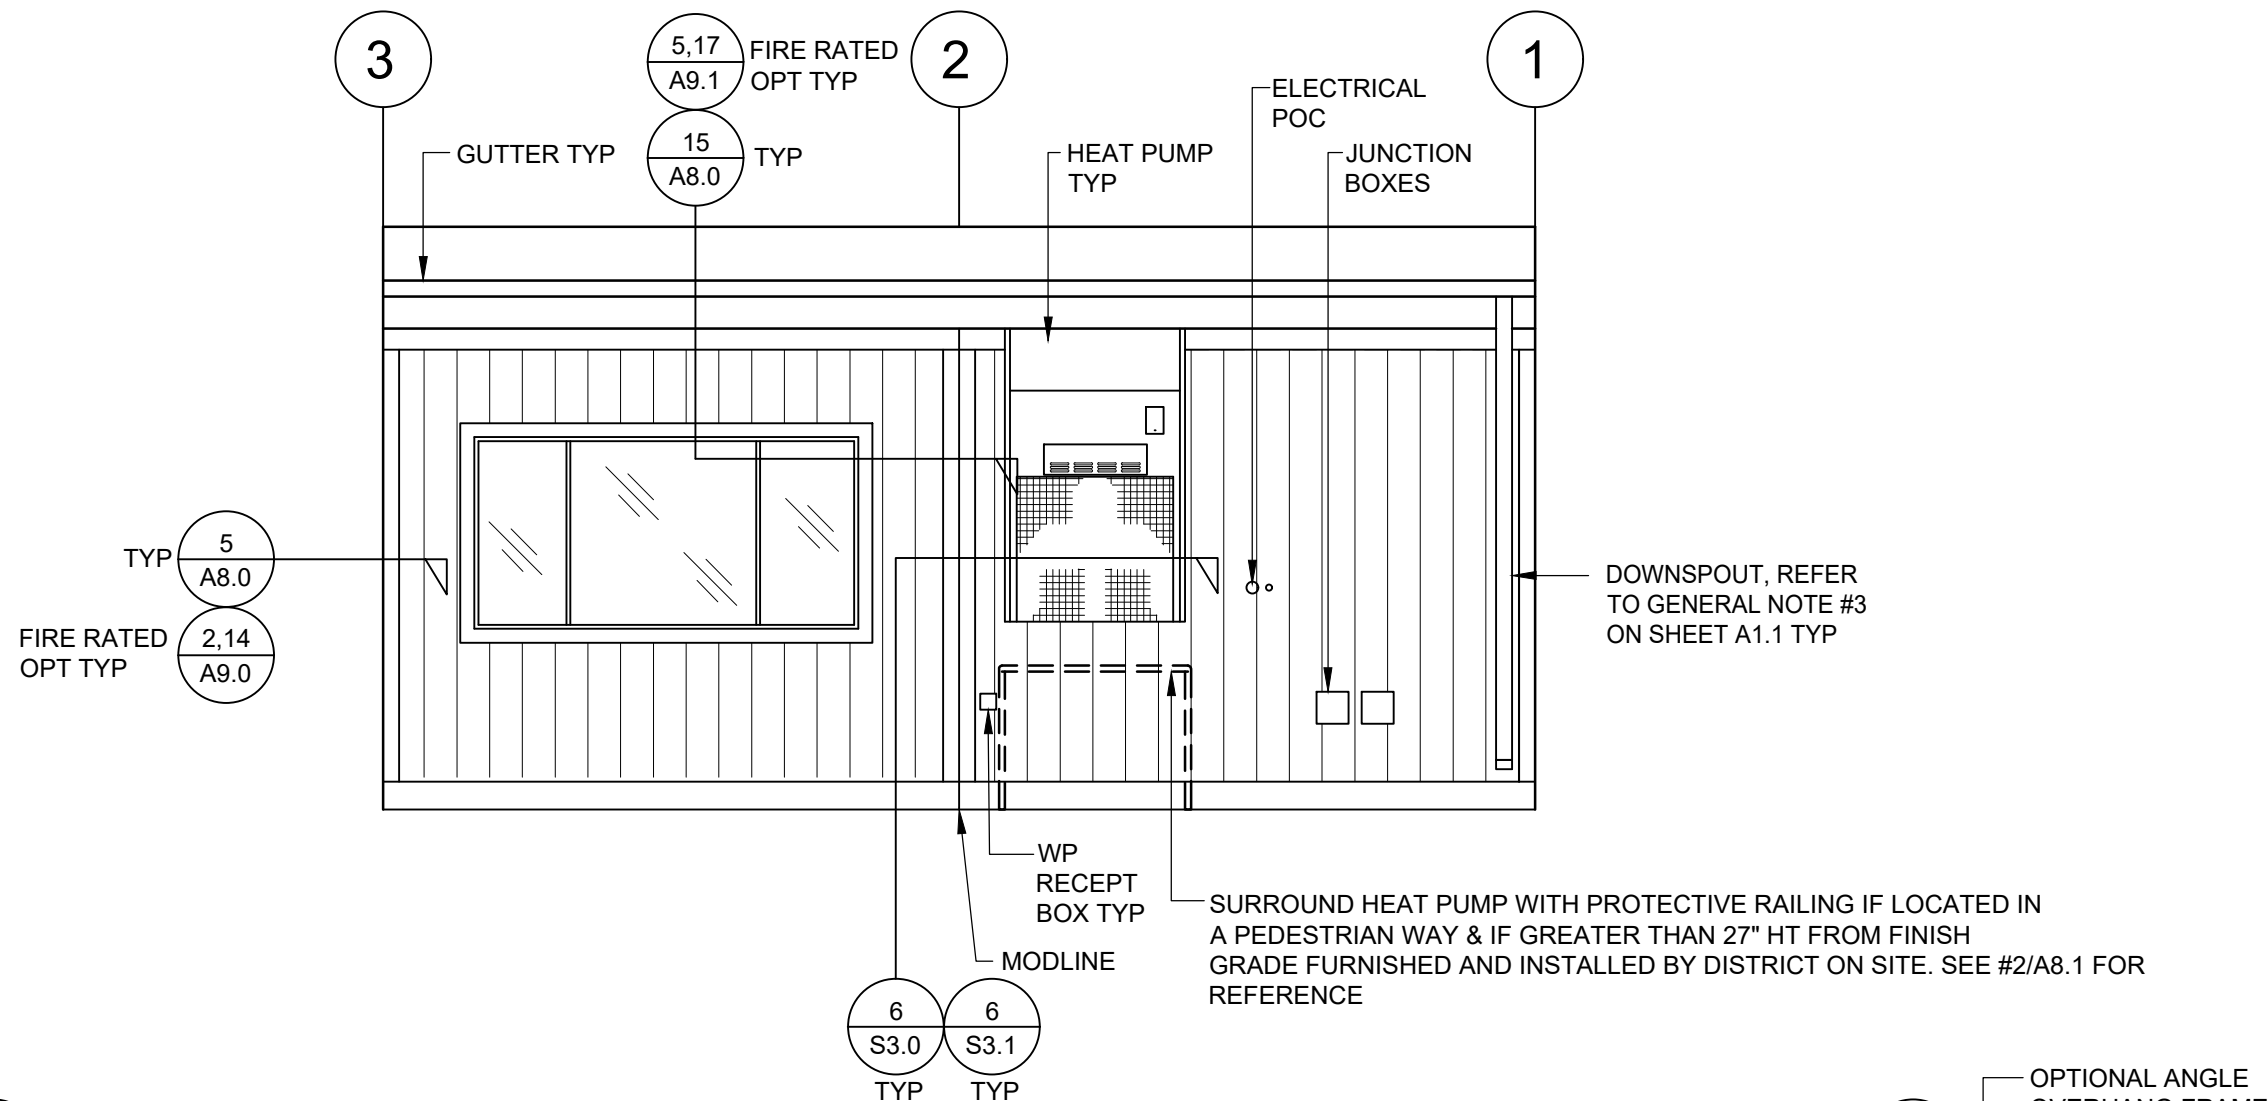 3
5,17
A9.1
FIRE RATED
OPT TYP
2
1
15
A8.0
TYP
GUTTER TYP
HEAT PUMP
TYP
ELECTRICAL
POC
JUNCTION
BOXES
TYP
5
A8.0
FIRE RATED
OPT TYP
2,14
A9.0
DOWNSPOUT, REFER
TO GENERAL NOTE #3
ON SHEET A1.1 TYP
WP
RECEPT
BOX TYP
MODLINE
SURROUND HEAT PUMP WITH PROTECTIVE RAILING IF LOCATED IN
A PEDESTRIAN WAY & IF GREATER THAN 27" HT FROM FINISH
GRADE FURNISHED AND INSTALLED BY DISTRICT ON SITE. SEE #2/A8.1 FOR
REFERENCE
6
S3.0
TYP
6
S3.1
TYP
OPTIONAL ANGLE
OVERHANG FRAME